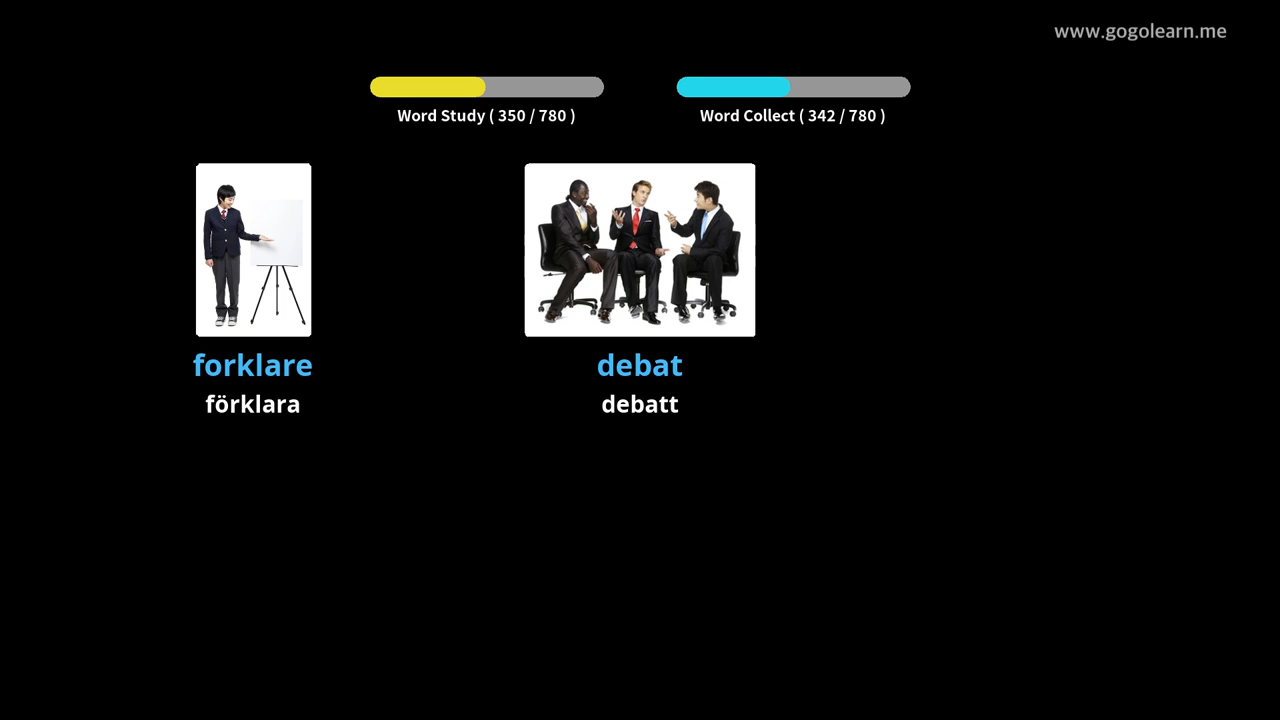 www.gogolearn.me
Word Study ( 350 / 780 )
Word Collect ( 342 / 780 )
forklare
förklara
debat
debatt